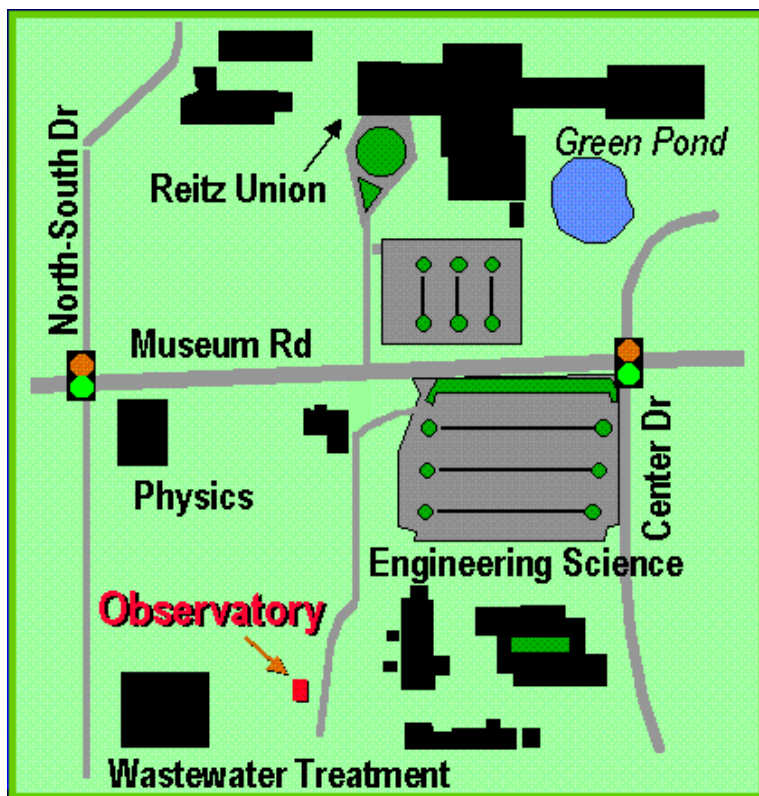 Green Pond
Reitz Union
North-South Dr
Museum Rd
Physics
Center Dr
Engineering Science
Observatory
Wastewater Treatment